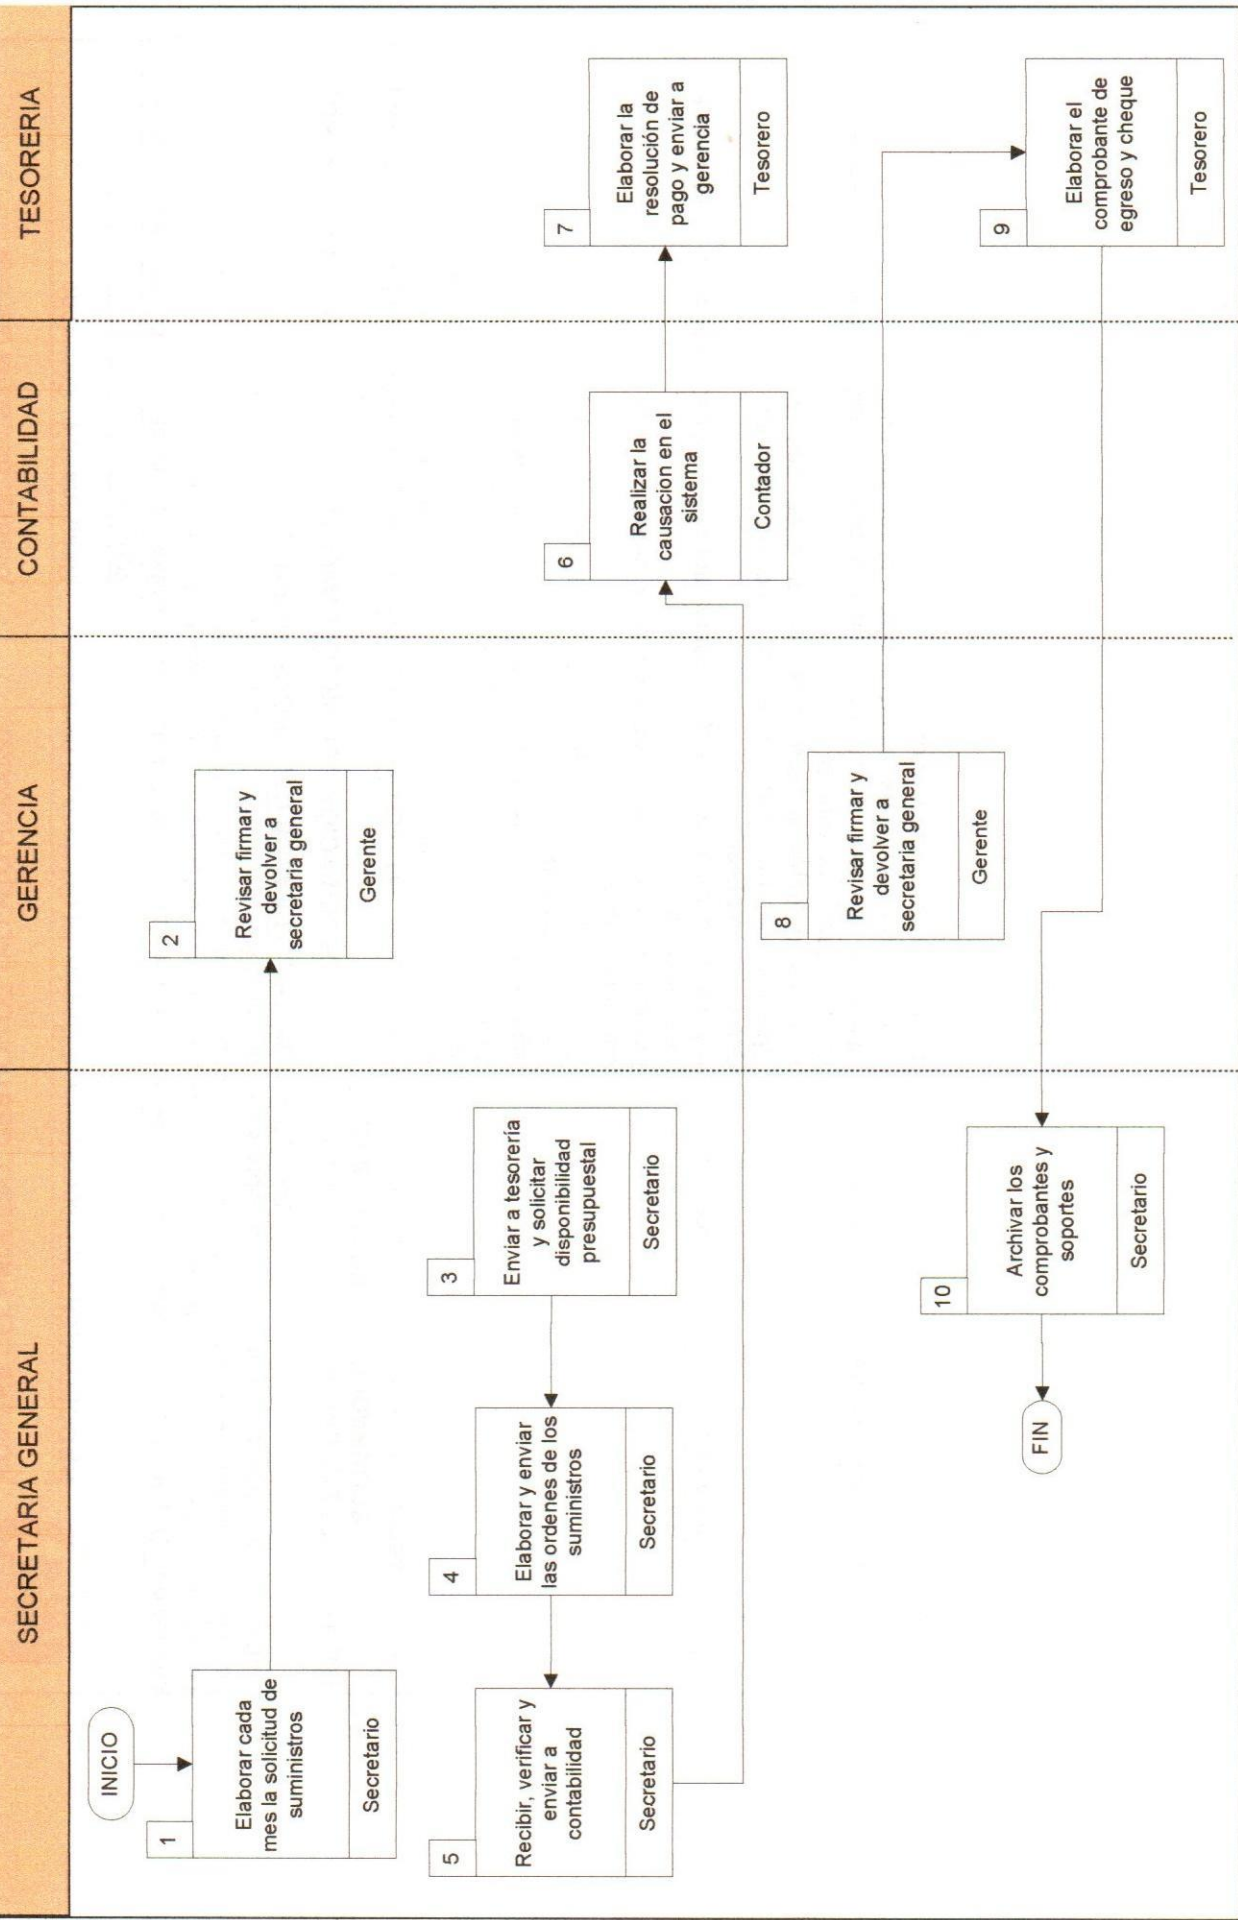 SECRETARIA GENERAL
GERENCIA
CONTABILIDAD
TESORERIA
INICIO
1
Elaborar cada
mes la solicitud de
suministros
Secretario
2
Revisar firmar y
devolver a
secretaria general
Gerente
3
Enviar a tesorería
y solicitar
disponibilidad
presupuestal
Secretario
4
Elaborar y enviar
las ordenes de los
suministros
Secretario
5
Recibir, verificar y
enviar a
contabilidad
Secretario
6
Realizar la
causacion en el
sistema
Contador
7
Elaborar la
resolución de
pago y enviar a
gerencia
Tesorero
8
Revisar firmar y
devolver a
secretaria general
Gerente
9
Elaborar el
comprobante de
egreso y cheque
Tesorero
10
Archivar los
comprobantes y
soportes
Secretario
FIN